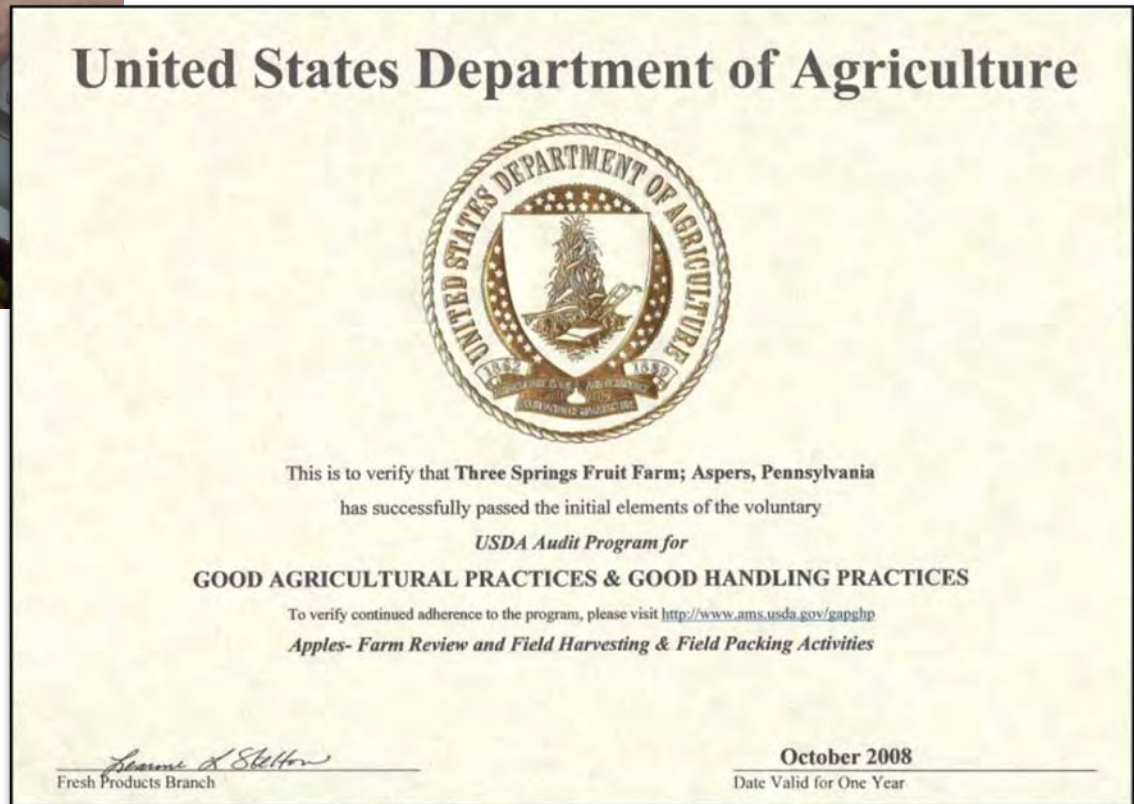 United States Department of Agriculture
UNITED STATES DEPARTMENT OF AGRICULTURE
1862 1889
This is to verify that Three Springs Fruit Farm; Aspers, Pennsylvania
has successfully passed the initial elements of the voluntary
USDA Audit Program for
GOOD AGRICULTURAL PRACTICES & GOOD HANDLING PRACTICES
To verify continued adherence to the program, please visit http://www.ams.usda.gov/gapghp
Apples- Farm Review and Field Harvesting & Field Packing Activities
October 2008
Fresh Products Branch
Date Valid for One Year